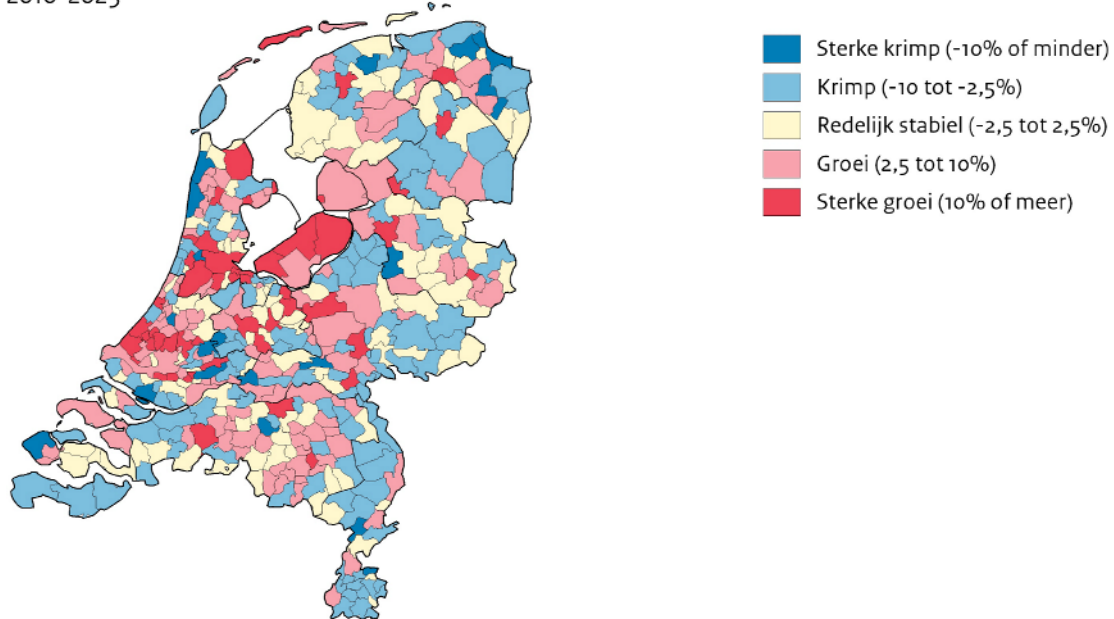 Sterke krimp (-10% of minder)
Krimp (-10 tot -2,5%)
Redelijk stabiel (-2,5 tot 2,5%)
Groei (2,5 tot 10%)
Sterke groei (10% of meer)